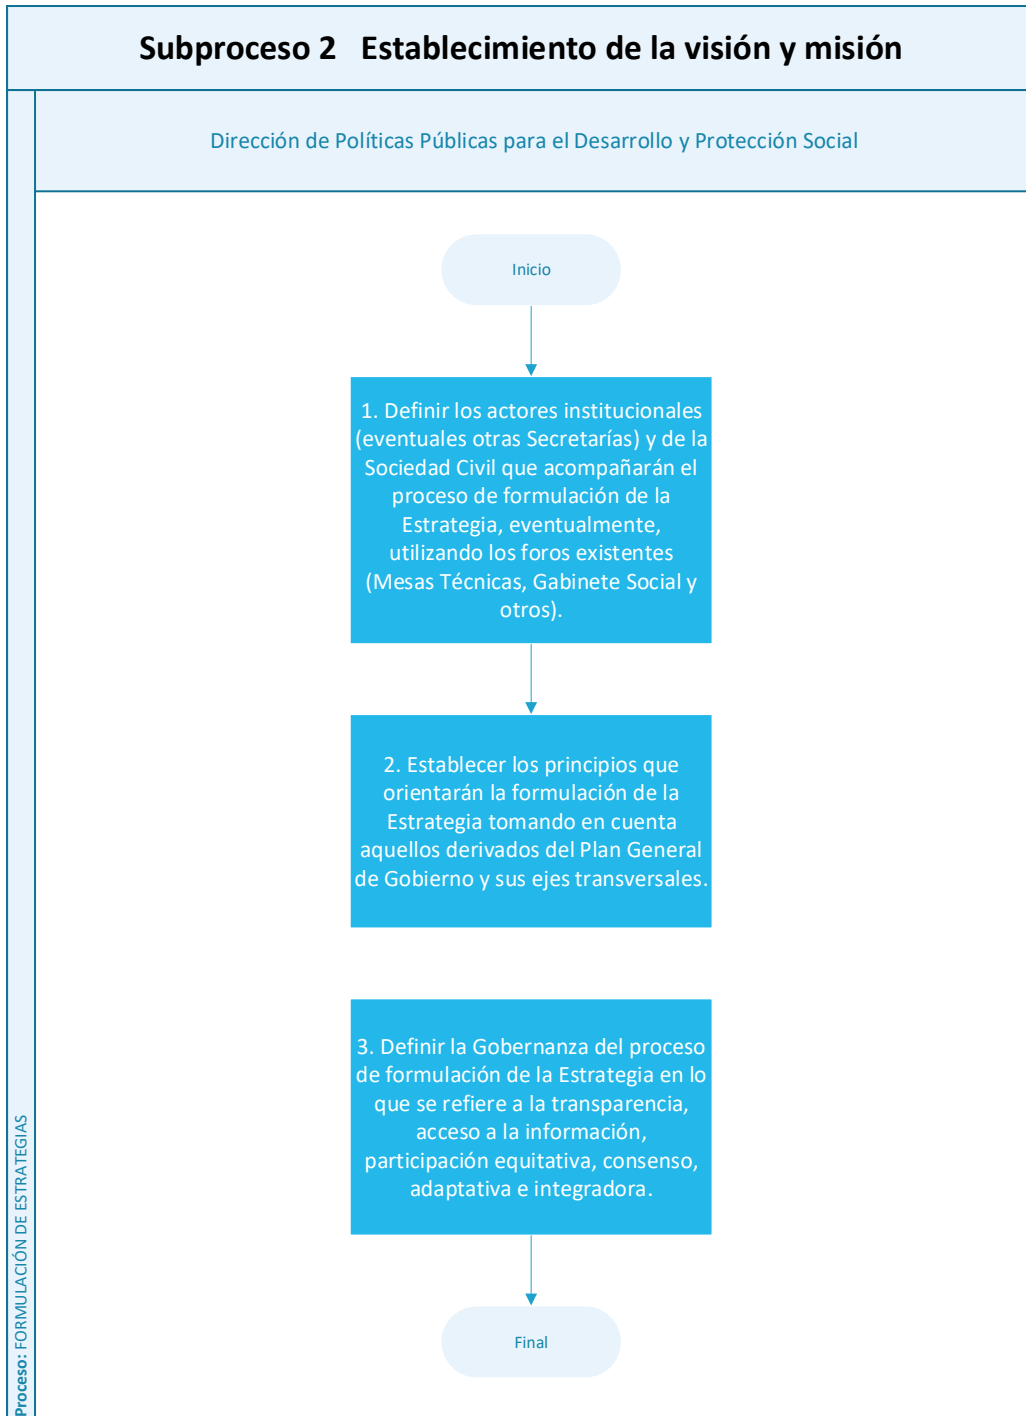 Subproceso 2 Establecimiento de la visión y misión
Dirección de Políticas Públicas para el Desarrollo y Protección Social
Inicio
1. Definir los actores institucionales
(eventuales otras Secretarías) y de la
Sociedad Civil que acompañarán el
proceso de formulación de la
Estrategia, eventualmente,
utilizando los foros existentes
(Mesas Técnicas, Gabinete Social y
otros).
2. Establecer los principios que
orientarán la formulación de la
Estrategia tomando en cuenta
aquellos derivados del Plan General
de Gobierno y sus ejes transversales.
3. Definir la Gobernanza del proceso
de formulación de la Estrategia en lo
que se refiere a la transparencia,
acceso a la información,
participación equitativa, consenso,
adaptativa e integradora.
Final
Proceso: FORMULACIÓN DE ESTRATEGIAS